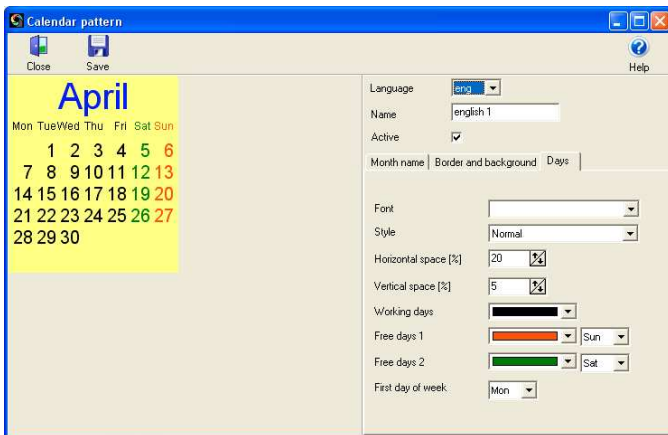 Calendar pattern
Close Save Help
April
Mon TueWed Thu Fri Sat Sun
1 2 3 4 5 6
7 8 9 10 11 12 13
14 15 16 17 18 19 20
21 22 23 24 25 26 27
28 29 30
Language eng
Name english 1
Active
Month name Border and background Days
Font
Style Normal
Horizontal space [%] 20
Vertical space [%] 5
Working days
Free days 1 Sun
Free days 2 Sat
First day of week Mon